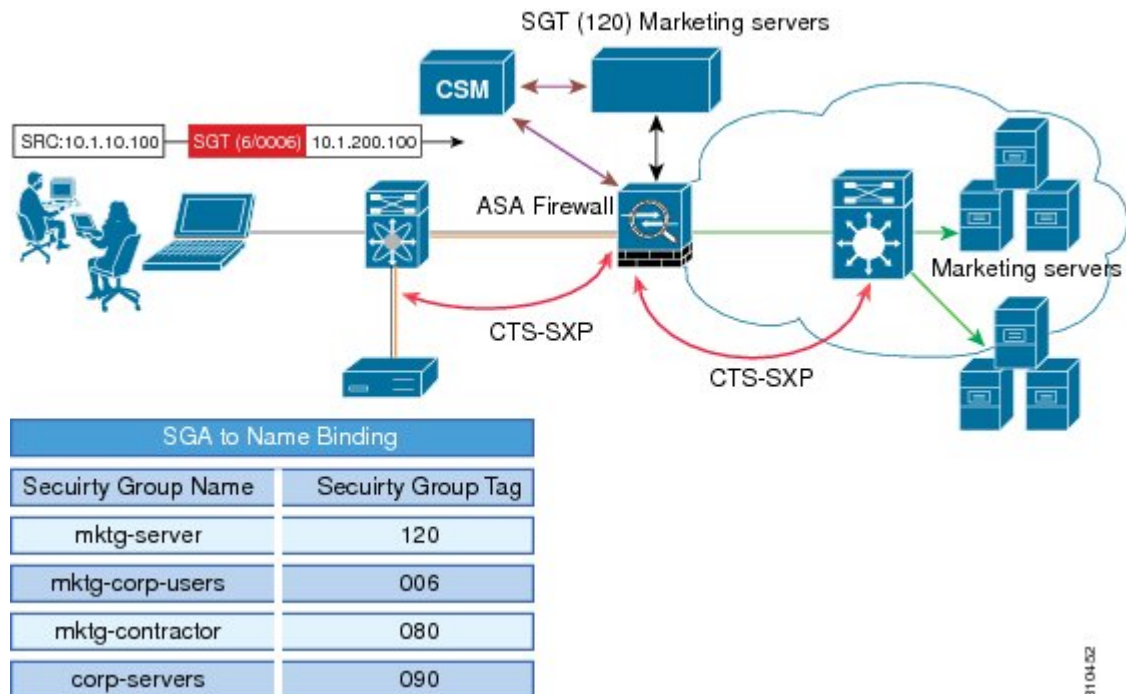 SGT (120) Marketing servers
CSM
SRC:10.1.10.100 SGT (6/0006) 10.1.200.100
ASA Firewall
Marketing servers
CTS-SXP
CTS-SXP
SGA to Name Binding
Secuirty Group Name Secuirty Group Tag
mktg-server 120
mktg-corp-users 006
mktg-contractor 080
corp-servers 090
310452